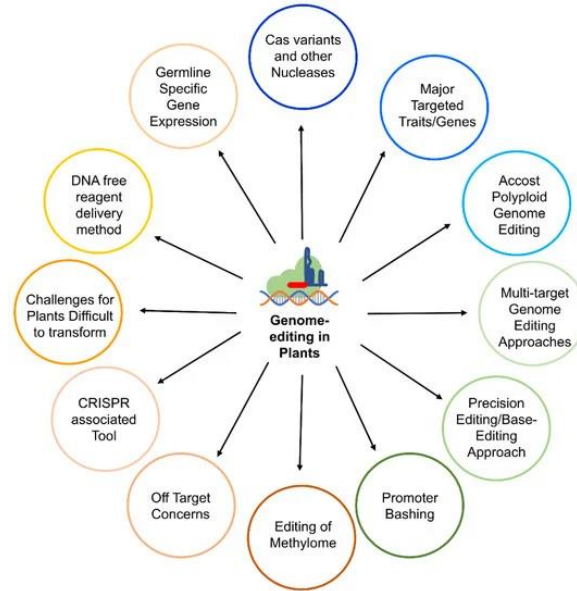 Cas variants
and other
Nucleases
Major
Targeted
Traits/Genes
Accost
Polyploid
Genome
Editing
Multi-target
Genome
Editing
Approaches
Precision
Editing/Base-
Editing
Approach
Promoter
Bashing
Editing of
Methylome
Off Target
Concerns
CRISPR
associated
Tool
Challenges for
Plants Difficult
to transform
DNA free
reagent
delivery
method
Germline
Specific
Gene
Expression
Genome-
editing in
Plants